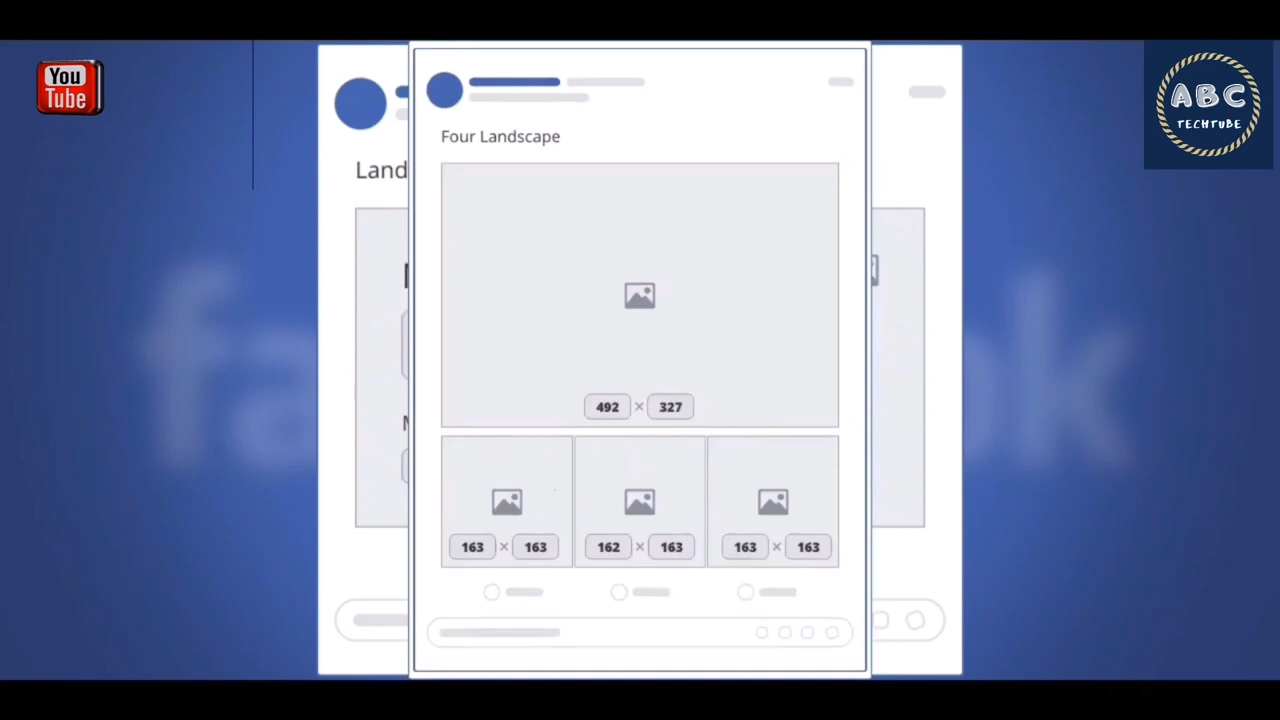 You
Tube
ABC
TECHTUBE
Four Landscape
Land
492 × 327
163 × 163
162 × 163
163 × 163